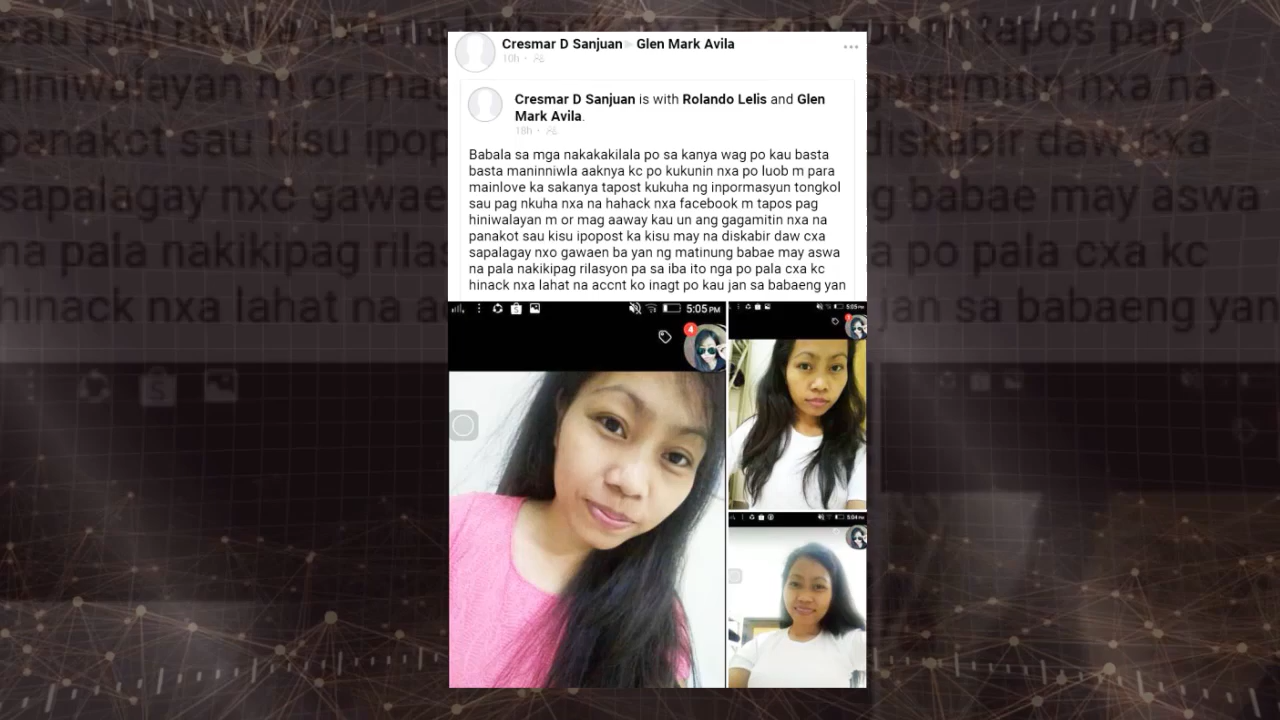 Cresmar D Sanjuan Glen Mark Avila
10h
Cresmar D Sanjuan is with Rolando Lelis and Glen
Mark Avila.
18h
Babala sa mga nakakakilala po sa kanya wag po kau basta
basta maninniwla aaknya kc po kukunin nxa po luob m para
mainlove ka sakanya tapost kukuha ng inpormasyun tongkol
sau pag nkuha nxa na hahack nxa facebook m tapos pag
hiniwalayan m or mag aaway kau un ang gagamitin nxa na
panakot sau kisu ipopost ka kisu may na diskabir daw cxa
sapalagay nxo gawaen ba yan ng matinung babae may aswa
na pala nakikipag rilasyon pa sa iba ito nga po pala cxa kc
hinack nxa lahat na accnt ko inagt po kau jan sa babaeng yan
5:05 PM
4
5:05 PM
5:04 PM